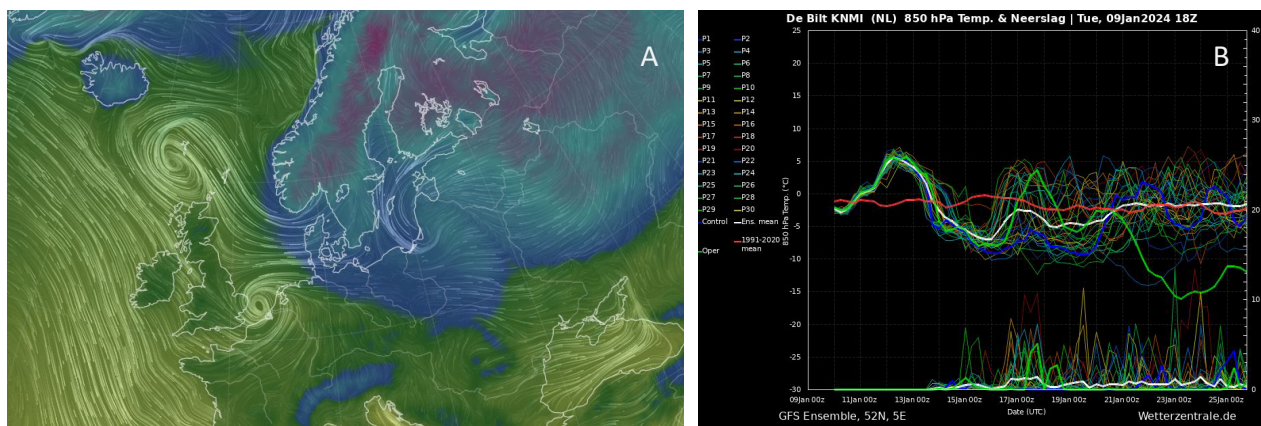 A
De Bilt KNMI (NL) 850 hPa Temp. & Neerslag | Tue, 09Jan2024 18Z
B
P1 P2
P3 P4
P5 P6
P7 P8
P9 P10
P11 P12
P13 P14
P15 P16
P17 P18
P19 P20
P21 P22
P23 P24
P25 P26
P27 P28
P29 P30
Control Ens. mean
Oper 1991-2020
mean
850 hPa Temp. (°C)
25
20
15
10
5
0
-5
-10
-15
-20
-25
-30
40
30
20
10
0
09Jan 00z 11Jan 00z 13Jan 00z 15Jan 00z 17Jan 00z 19Jan 00z 21Jan 00z 23Jan 00z 25Jan 00z
Date (UTC)
GFS Ensemble, 52N, 5E Wetterzentrale.de